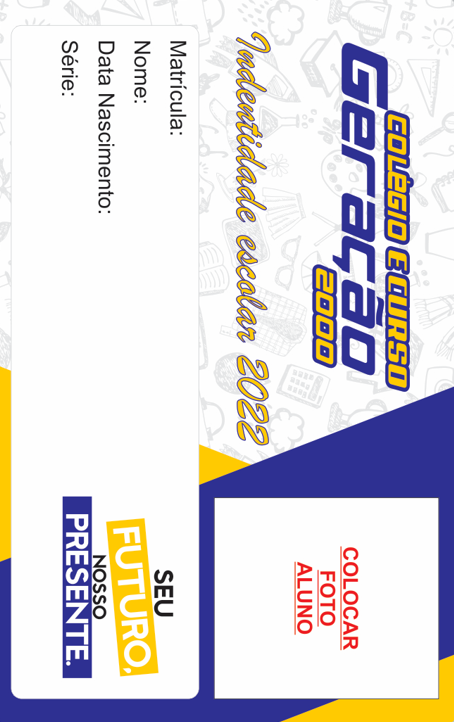 COLÉGIO E CURSO
Geração
2000
Indentidade escolar 2022
Matrícula:
Nome:
Data Nascimento:
Série:
COLOCAR
FOTO
ALUNO
SEU
FUTURO,
NOSSO
PRESENTE.